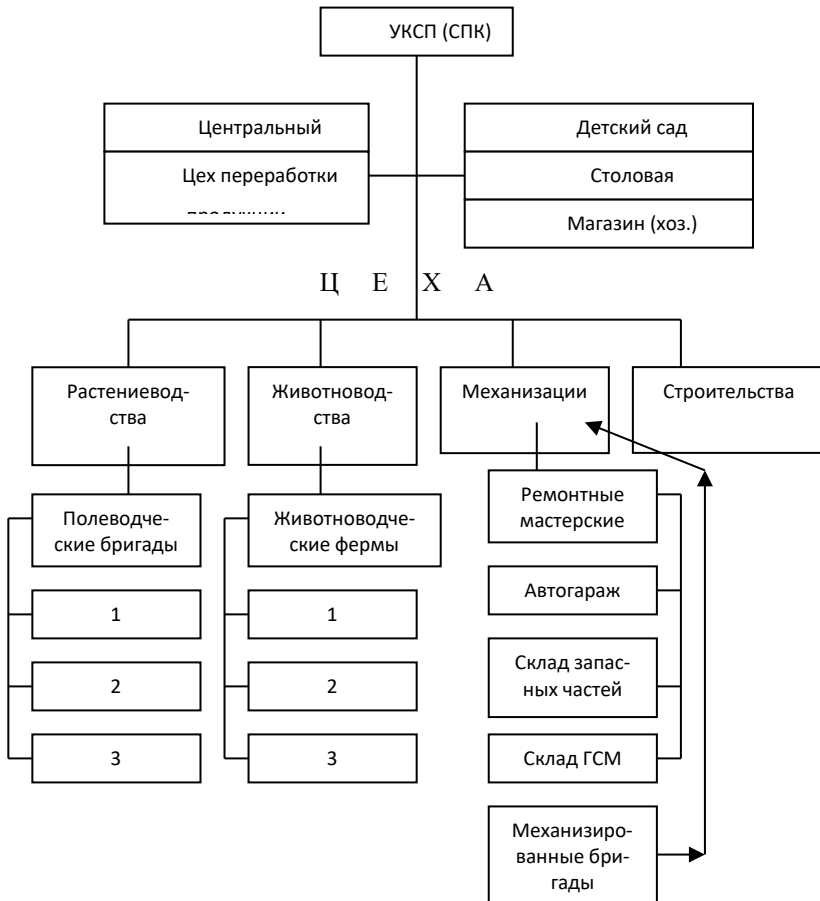 УКСП (СПК)
Центральный
Цех переработки
Детский сад
Столовая
Магазин (хоз.)
Ц Е Х А
Растениевод-
ства
Животновод-
ства
Механизации
Строительства
Полеводче-
ские бригады
1
2
3
Животноводче-
ские фермы
1
2
3
Ремонтные
мастерские
Автогараж
Склад запас-
ных частей
Склад ГСМ
Механизиро-
ванные бри-
гады